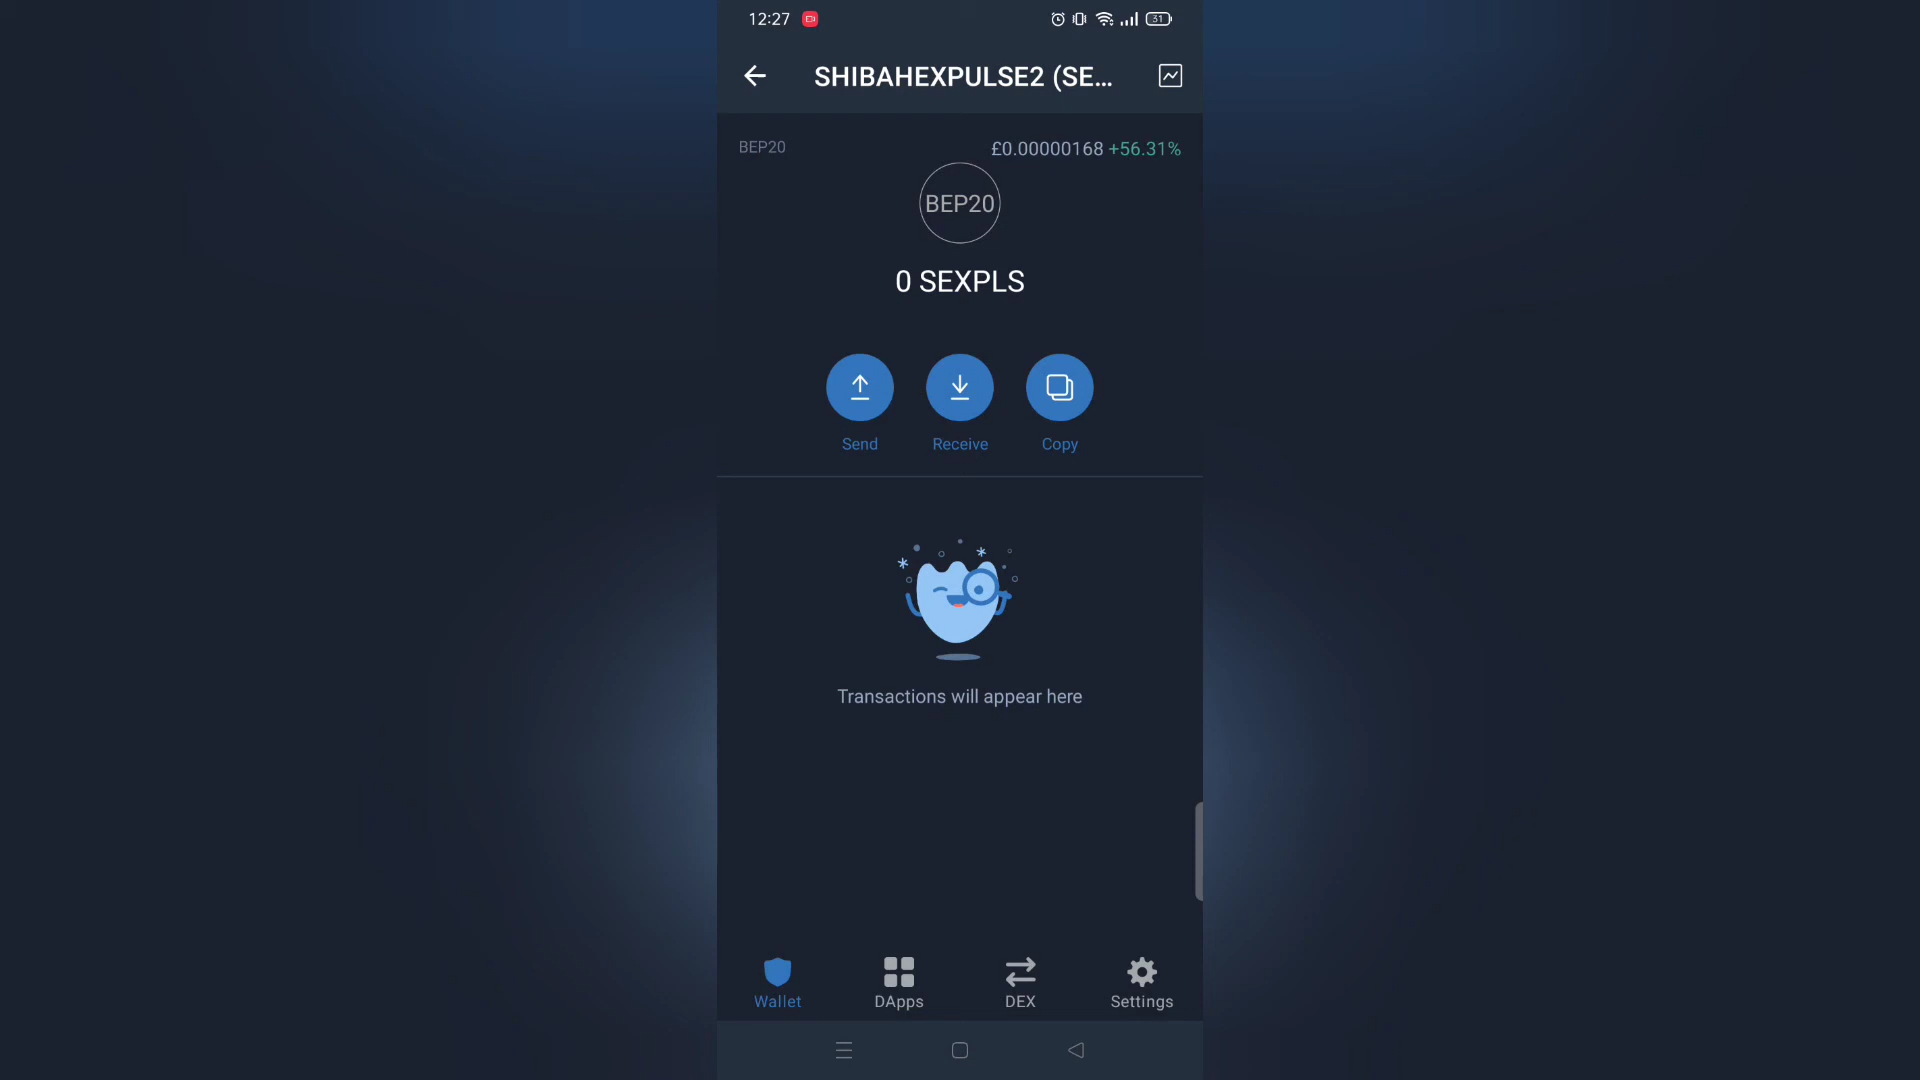 12:27
31
SHIBAHEXPULSE2 (SE...
BEP20
£0.00000168 +56.31%
BEP20
0 SEXPLS
Send
Receive
Copy
Transactions will appear here
Wallet
DApps
DEX
Settings